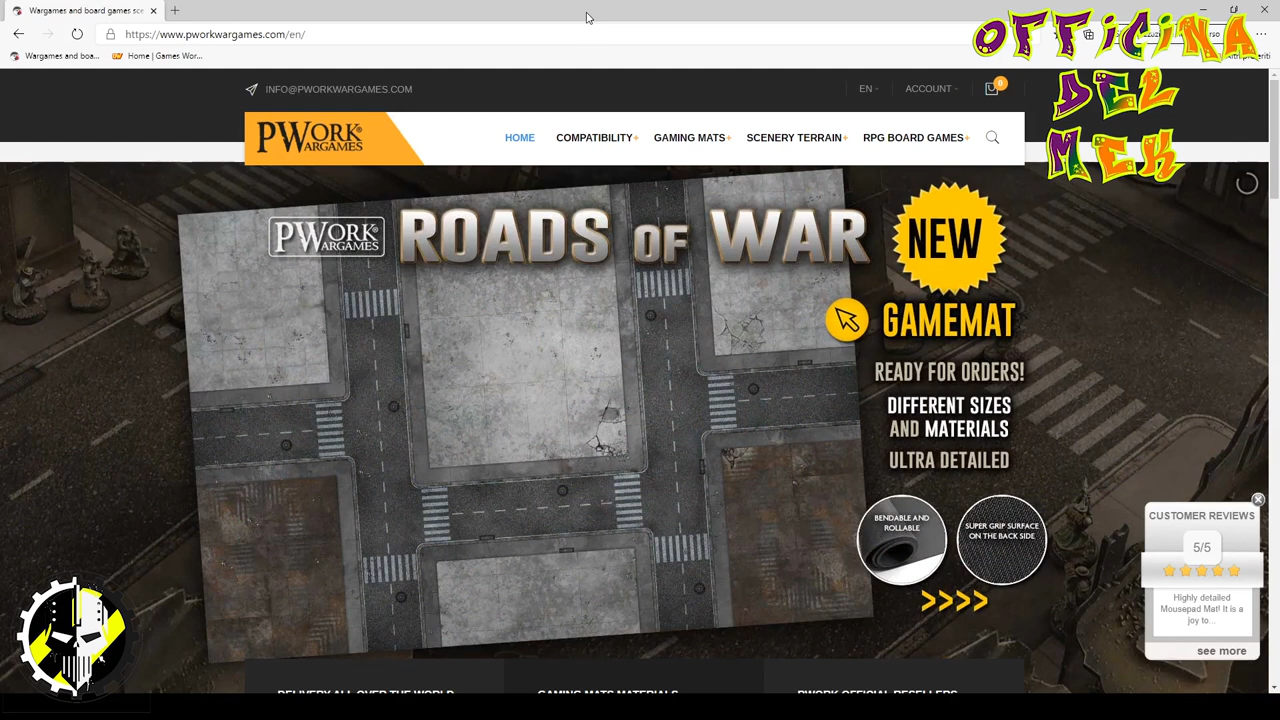 Wargames and board games sce
https://www.pworkwargames.com/en/
Wargames and boa...
Home | Games Wor...
OFFICINA
DEL
MEK
INFO@PWORKWARGAMES.COM
EN
ACCOUNT
0
PWORK®
WARGAMES
HOME
COMPATIBILITY+
GAMING MATS+
SCENERY TERRAIN+
RPG BOARD GAMES+
PWORK®
WARGAMES
ROADS OF WAR
NEW
GAMEMAT
READY FOR ORDERS!
DIFFERENT SIZES
AND MATERIALS
ULTRA DETAILED
BENDABLE AND
ROLLABLE
SUPER GRIP SURFACE
ON THE BACK SIDE
>>>>
CUSTOMER REVIEWS
5/5
Highly detailed
Mousepad Mat! It is a
joy to...
see more
DELIVERY ALL OVER THE WORLD
GAMING MATS MATERIALS
PWORK OFFICIAL RESELLERS